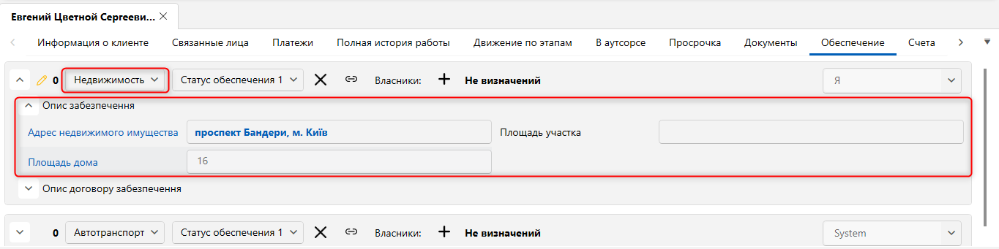 Евгений Цветной Сергееви...
Информация о клиенте Связанные лица Платежи Полная история работы Движение по этапам В аутсорсе Просрочка Документы Обеспечение Счета
0 Недвижимость Статус обеспечения 1 Власники: Не визначений Я
Опис забезпечення
Адрес недвижимого имущества проспект Бандери, м. Київ Площадь участка
Площадь дома 16
Опис договору забезпечення
0 Автотранспорт Статус обеспечения 1 Власники: Не визначений System